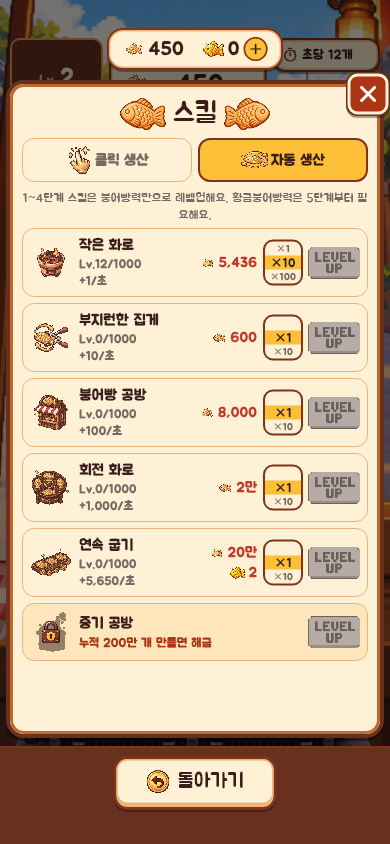 450
0
초당 12개
Lv 2
스킬
클릭 생산
자동 생산
1~4단계 스킬은 붕어빵력만으로 레벨업해요. 황금붕어빵력은 5단계부터 필
요해요.
작은 화로
Lv.12/1000
+1/초
5,436
×1
×10
×100
LEVEL
UP
부지런한 집게
Lv.0/1000
+10/초
600
×1
×10
LEVEL
UP
붕어빵 공방
Lv.0/1000
+100/초
8,000
×1
×10
LEVEL
UP
회전 화로
Lv.0/1000
+1,000/초
2만
×1
×10
LEVEL
UP
연속 굽기
Lv.0/1000
+5,650/초
20만
2
×1
×10
LEVEL
UP
증기 공방
누적 200만 개 만들면 해금
LEVEL
UP
돌아가기